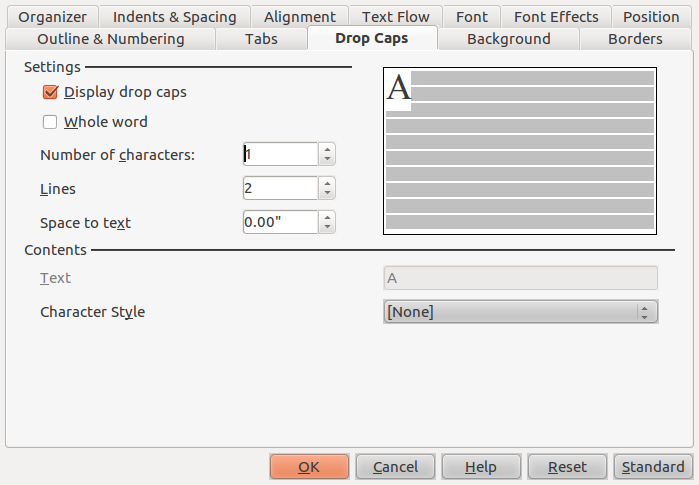 Organizer Indents & Spacing Alignment Text Flow Font Font Effects Position
Outline & Numbering Tabs Drop Caps Background Borders
Settings
Display drop caps
Whole word
Number of characters: 1
Lines 2
Space to text 0.00"
A
Contents
Text A
Character Style [None]
OK Cancel Help Reset Standard